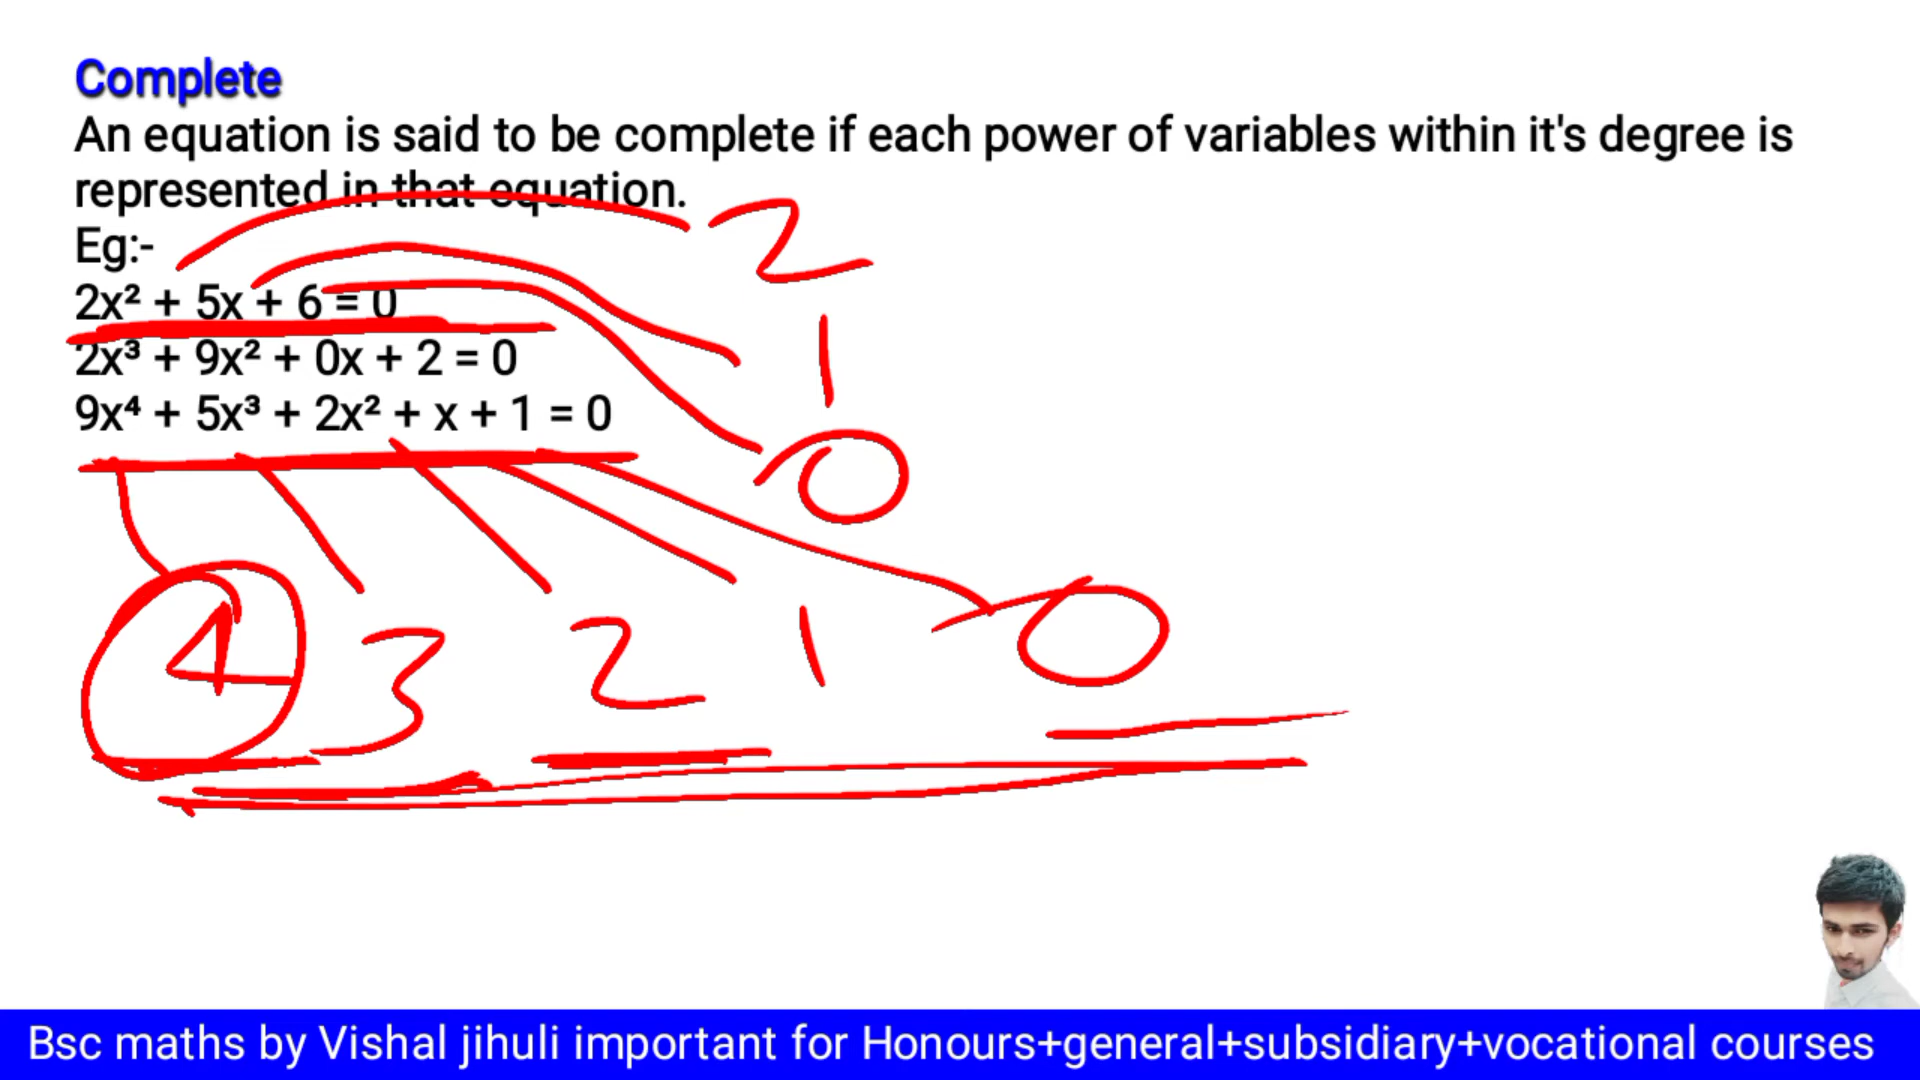 Complete
An equation is said to be complete if each power of variables within it's degree is
represented in that equation.
Eg:-
2x² + 5x + 6 = 0
2x³ + 9x² + 0x + 2 = 0
9x⁴ + 5x³ + 2x² + x + 1 = 0
2
1
0
4 3 2 1 0
Bsc maths by Vishal jihuli important for Honours+general+subsidiary+vocational courses